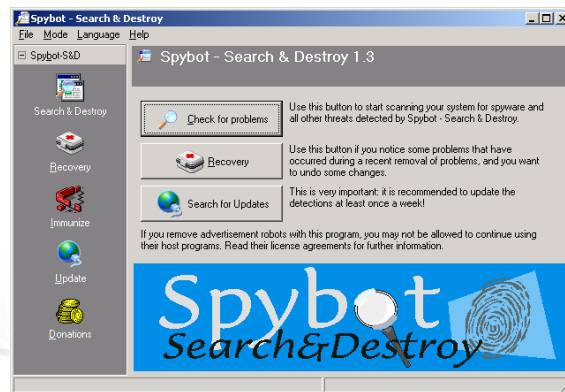 Spybot - Search & Destroy
File Mode Language Help
Spybot-S&D
Spybot - Search & Destroy 1.3
Search & Destroy
Recovery
Immunize
Update
Donations
Check for problems
Use this button to start scanning your system for spyware and
all other threats detected by Spybot - Search & Destroy.
Recovery
Use this button if you notice some problems that have
occurred during a recent removal of problems, and you want
to undo some changes.
Search for Updates
This is very important: it is recommended to update the
detections at least once a week!
If you remove advertisement robots with this program, you may not be allowed to continue using
their host programs. Read their license agreements for further information.
Spybot
Search&Destroy